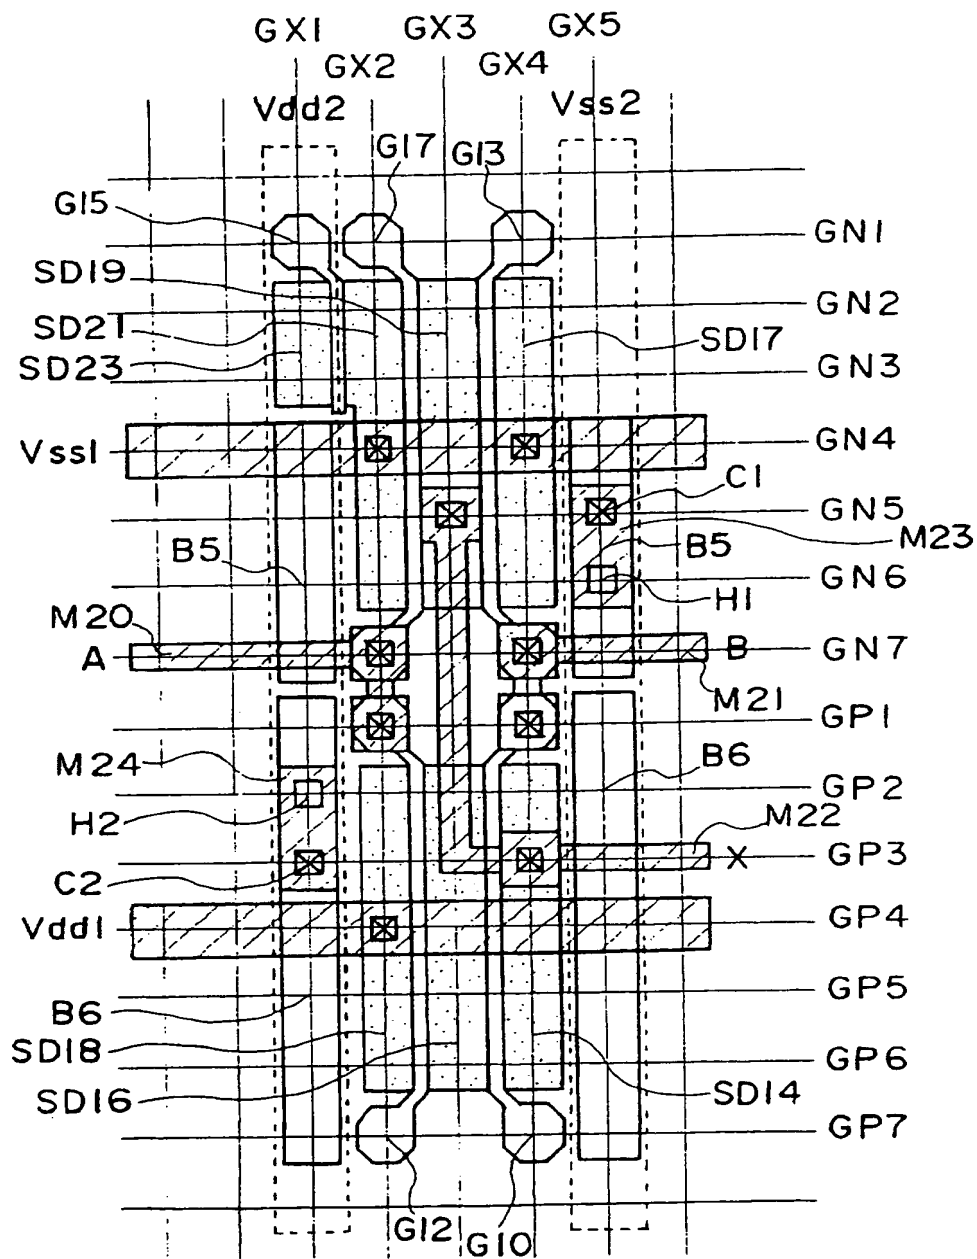 GX1
GX3
GX5
GX2
GX4
Vdd2
Vss2
G17
G13
G15
GN1
SD19
GN2
SD21
SD17
SD23
GN3
Vss1
GN4
C1
GN5
M23
B5
B5
GN6
H1
M20
A
B
GN7
M21
GP1
M24
B6
GP2
H2
M22
X
GP3
C2
Vdd1
GP4
B6
GP5
SD18
GP6
SD16
SD14
GP7
G12
G10